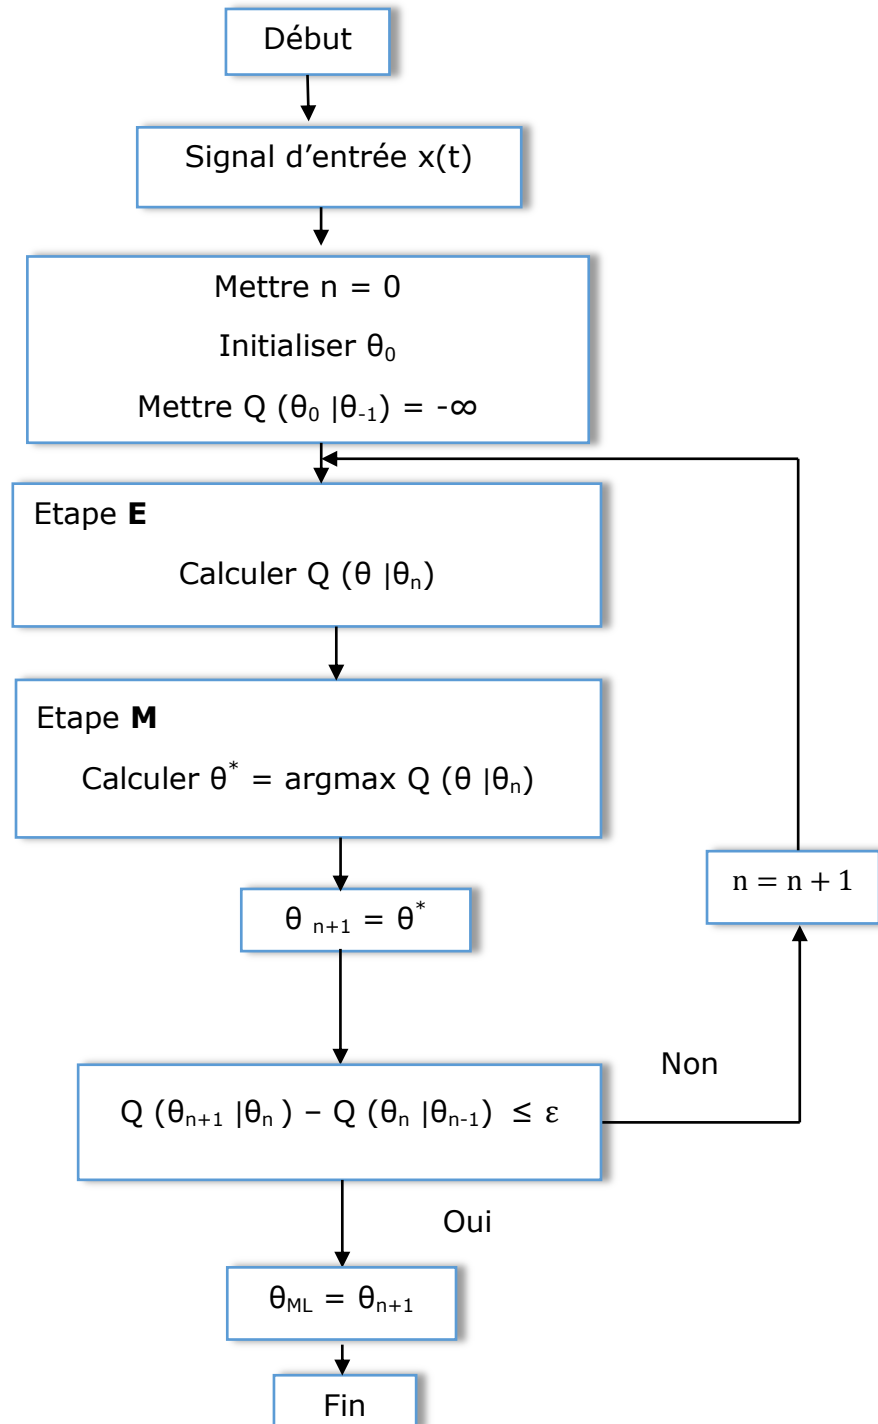 Début
Signal d’entrée x(t)
Mettre n = 0
Initialiser θ₀
Mettre Q (θ₀ |θ₋₁) = -∞
Etape E
Calculer Q (θ |θₙ)
Etape M
Calculer θ* = argmax Q (θ |θₙ)
n = n + 1
θ ₙ₊₁ = θ*
Non
Q (θₙ₊₁ |θₙ ) – Q (θₙ |θₙ₋₁) ≤ ε
Oui
θML = θₙ₊₁
Fin